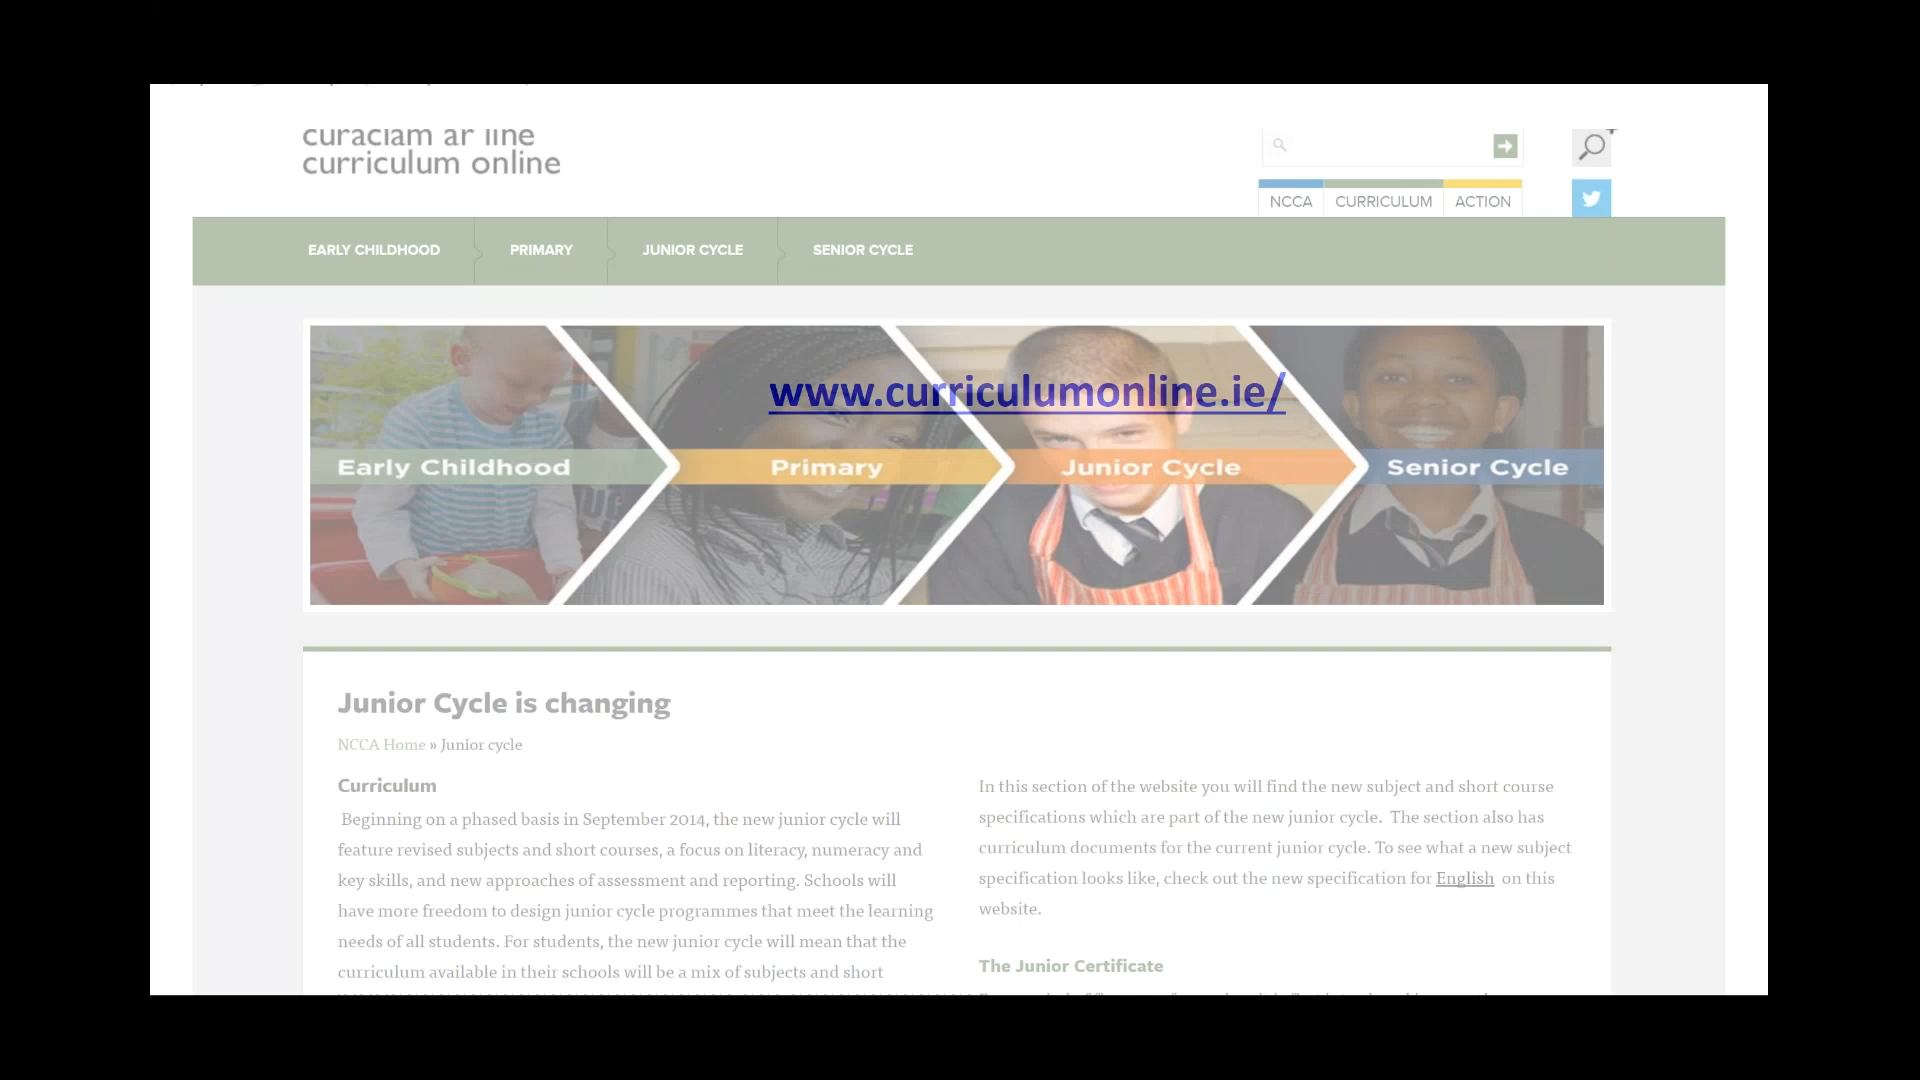 curaclam ar líne
curriculum online
NCCA
CURRICULUM
ACTION
EARLY CHILDHOOD
PRIMARY
JUNIOR CYCLE
SENIOR CYCLE
www.curriculumonline.ie/
Early Childhood
Primary
Junior Cycle
Senior Cycle
Junior Cycle is changing
NCCA Home » Junior cycle
Curriculum
Beginning on a phased basis in September 2014, the new junior cycle will
feature revised subjects and short courses, a focus on literacy, numeracy and
key skills, and new approaches of assessment and reporting. Schools will
have more freedom to design junior cycle programmes that meet the learning
needs of all students. For students, the new junior cycle will mean that the
curriculum available in their schools will be a mix of subjects and short
In this section of the website you will find the new subject and short course
specifications which are part of the new junior cycle. The section also has
curriculum documents for the current junior cycle. To see what a new subject
specification looks like, check out the new specification for English on this
website.
The Junior Certificate